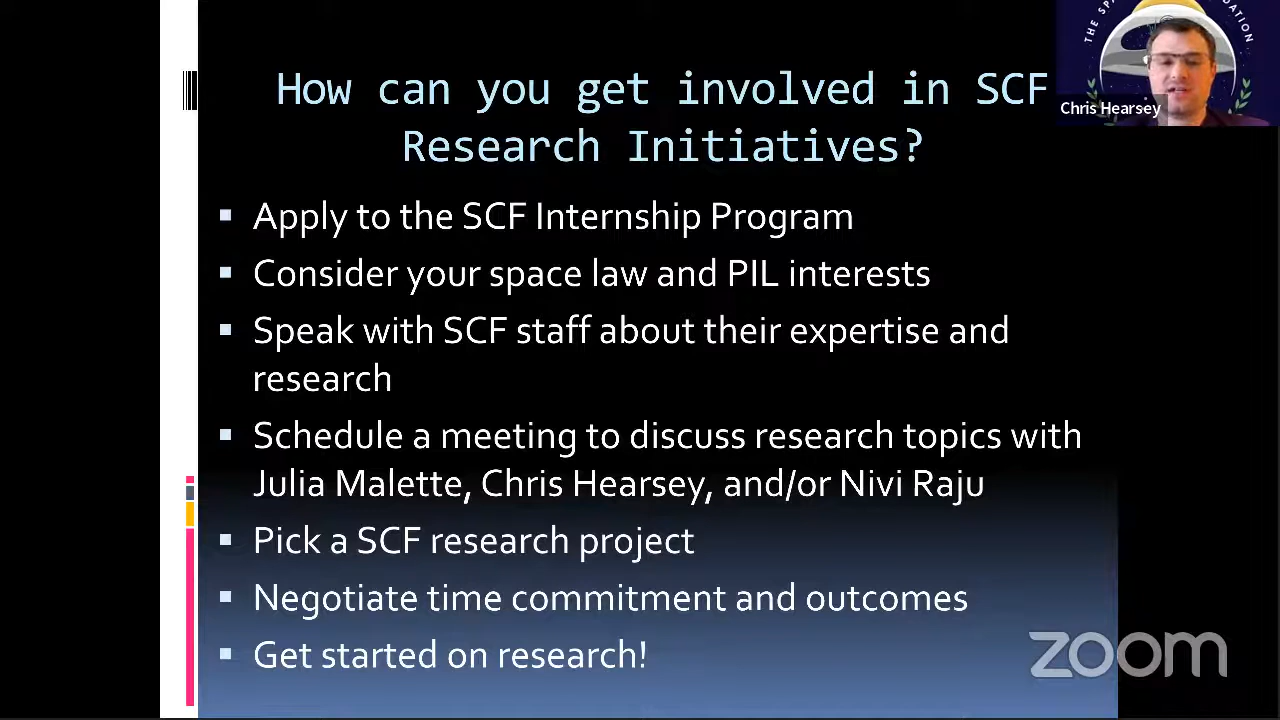 How can you get involved in SCF
Research Initiatives?
THE SPA
NDATION
Chris Hearsey
▪ Apply to the SCF Internship Program
▪ Consider your space law and PIL interests
▪ Speak with SCF staff about their expertise and
research
▪ Schedule a meeting to discuss research topics with
Julia Malette, Chris Hearsey, and/or Nivi Raju
▪ Pick a SCF research project
▪ Negotiate time commitment and outcomes
▪ Get started on research!
zoom